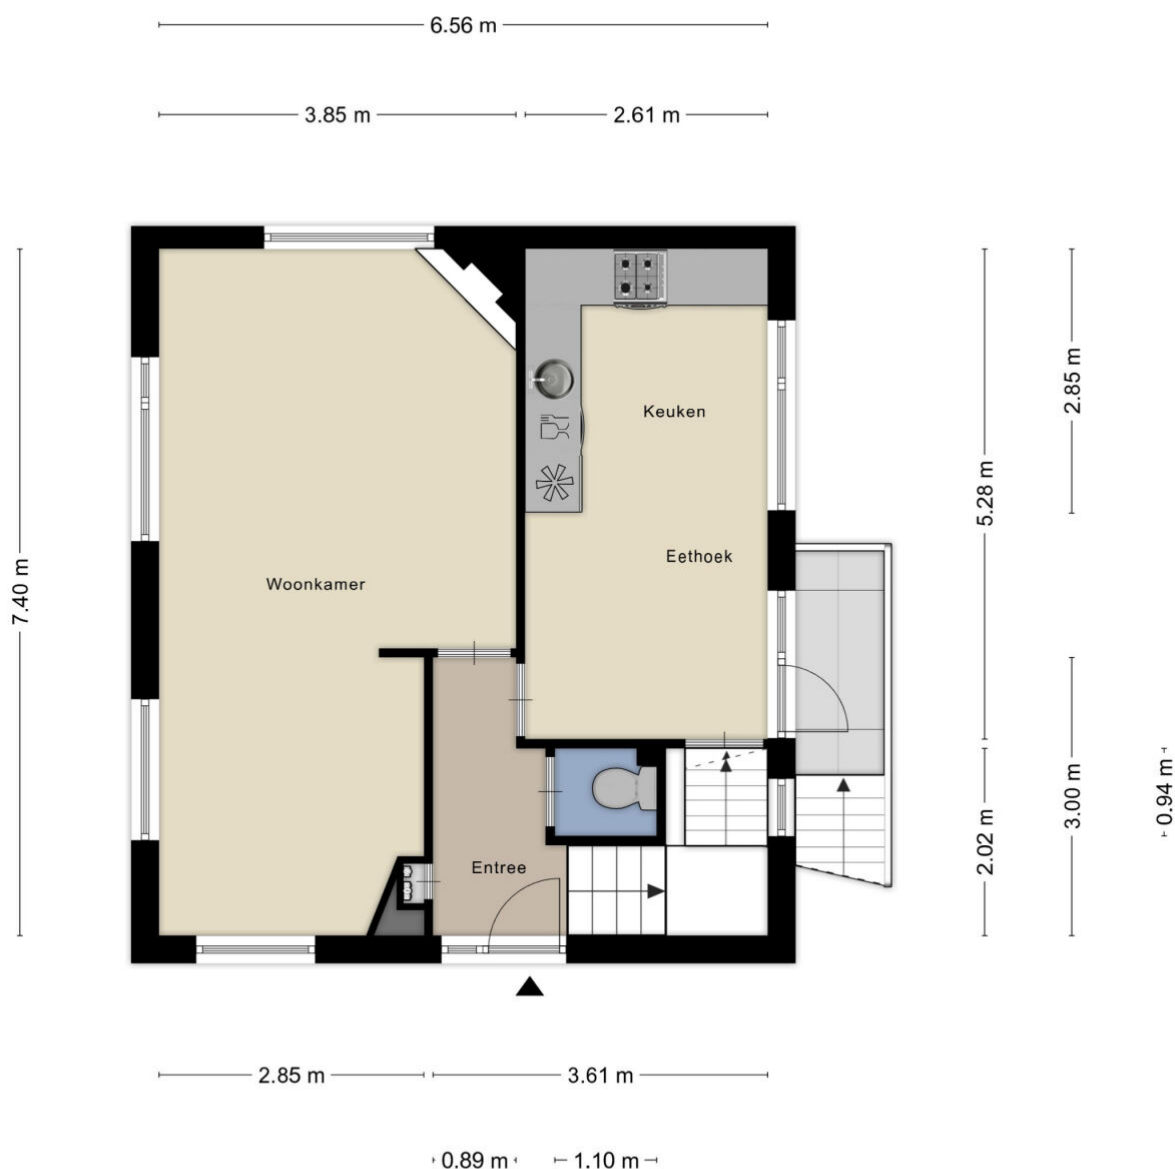 6.56 m
3.85 m
2.61 m
Keuken
2.85 m
5.28 m
Eethoek
7.40 m
Woonkamer
3.00 m
0.94 m
2.02 m
Entree
2.85 m
3.61 m
0.89 m
1.10 m